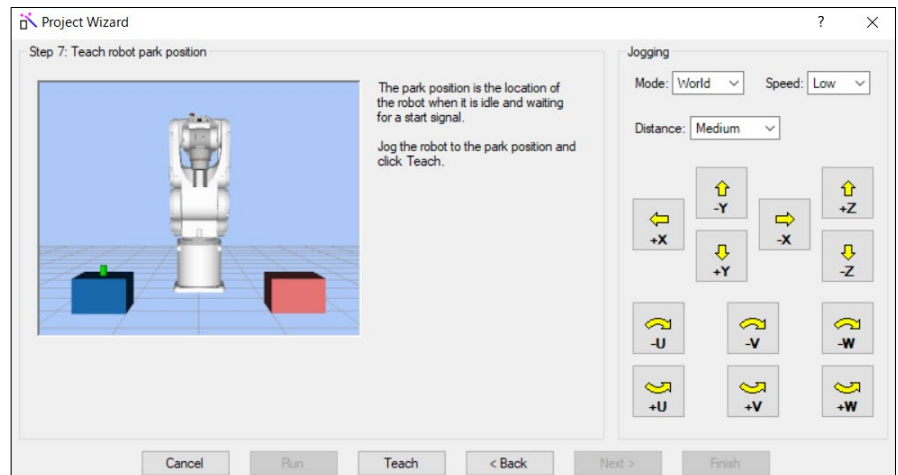 Project Wizard
?
Step 7: Teach robot park position
The park position is the location of
the robot when it is idle and waiting
for a start signal.
Jog the robot to the park position and
click Teach.
Jogging
Mode: World Speed: Low
Distance: Medium
-Y +Z
+X -X
+Y -Z
-U -V -W
+U +V +W
Cancel Run Teach < Back Next > Finish